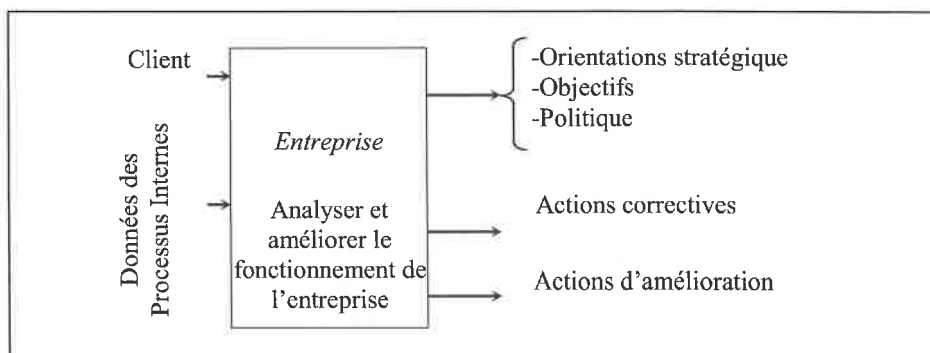 Client
Données des
Processus Internes
Entreprise
Analyser et
améliorer le
fonctionnement de
l'entreprise
-Orientations stratégique
-Objectifs
-Politique
Actions correctives
Actions d'amélioration